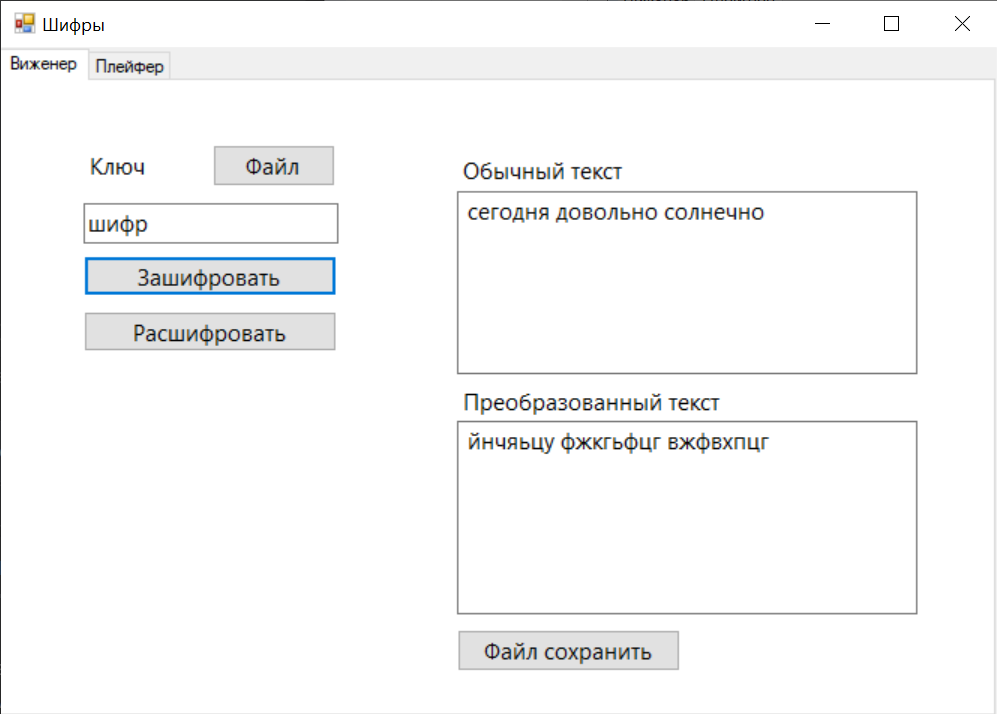 Шифры
Виженер
Плейфер
Ключ
Файл
шифр
Зашифровать
Расшифровать
Обычный текст
сегодня довольно солнечно
Преобразованный текст
йнчяьцу фжкгьфцг вжфвхпцг
Файл сохранить